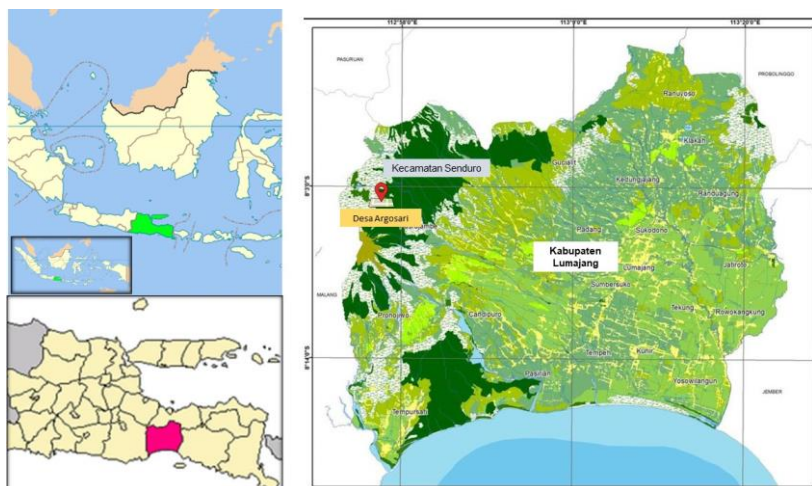 112°50'0"E
113°0'0"E
113°20'0"E
PASURUAN
PROBOLINGGO
Ranuyoso
Klakah
Kecamatan Senduro
Gucialit
Kedungjajang
Randuagung
Desa Argosari
Padang
Sukodono
Kabupaten
Lumajang
Lumajang
Jatiroto
Sumbersuko
MALANG
Pronojiwo
Candipuro
Tekung
Rowokangkung
Tempeh
Kunir
Pasirian
Yosowilangun
JEMBER
Tempursari